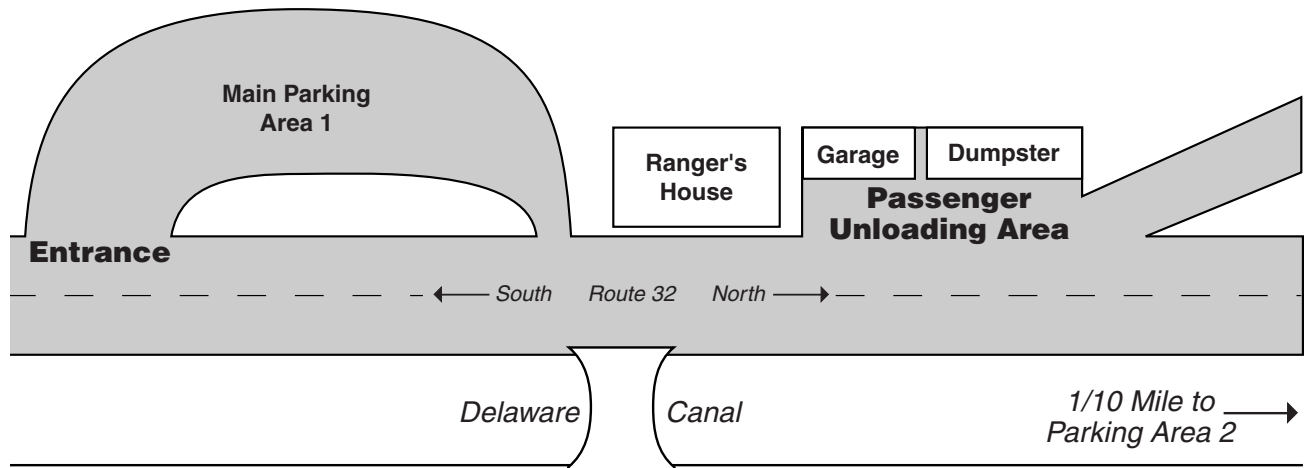 Main Parking
Area 1
Ranger's
House
Garage
Dumpster
Passenger
Unloading Area
Entrance
South Route 32 North
Delaware Canal
1/10 Mile to
Parking Area 2